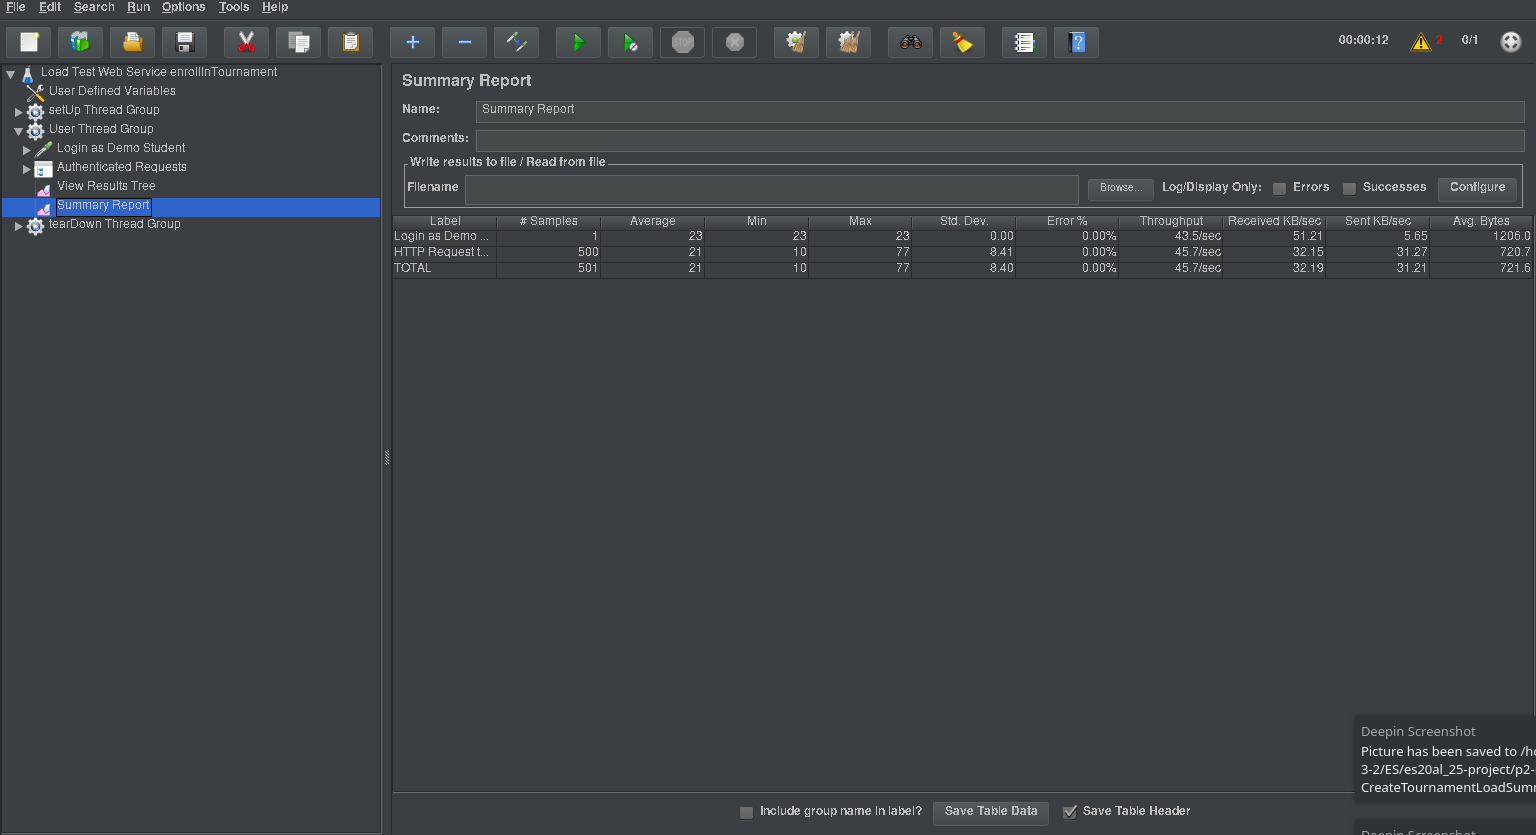 File Edit Search Run Options Tools Help
STOP
00:00:12 2 0/1
Load Test Web Service enrollInTournament
User Defined Variables
setUp Thread Group
User Thread Group
Login as Demo Student
Authenticated Requests
View Results Tree
Summary Report
tearDown Thread Group
Summary Report
Name: Summary Report
Comments:
Write results to file / Read from file
Filename Browse... Log/Display Only: Errors Successes Configure
Label # Samples Average Min Max Std. Dev. Error % Throughput Received KB/sec Sent KB/sec Avg. Bytes
Login as Demo ... 1 23 23 23 0.00 0.00% 43.5/sec 51.21 5.65 1206.0
HTTP Request t... 500 21 10 77 8.41 0.00% 45.7/sec 32.15 31.27 720.7
TOTAL 501 21 10 77 8.40 0.00% 45.7/sec 32.19 31.21 721.6
Include group name in label? Save Table Data Save Table Header
Deepin Screenshot
Picture has been saved to /ho
3-2/ES/es20al_25-project/p2-
CreateTournamentLoadSumm
Deepin Screenshot